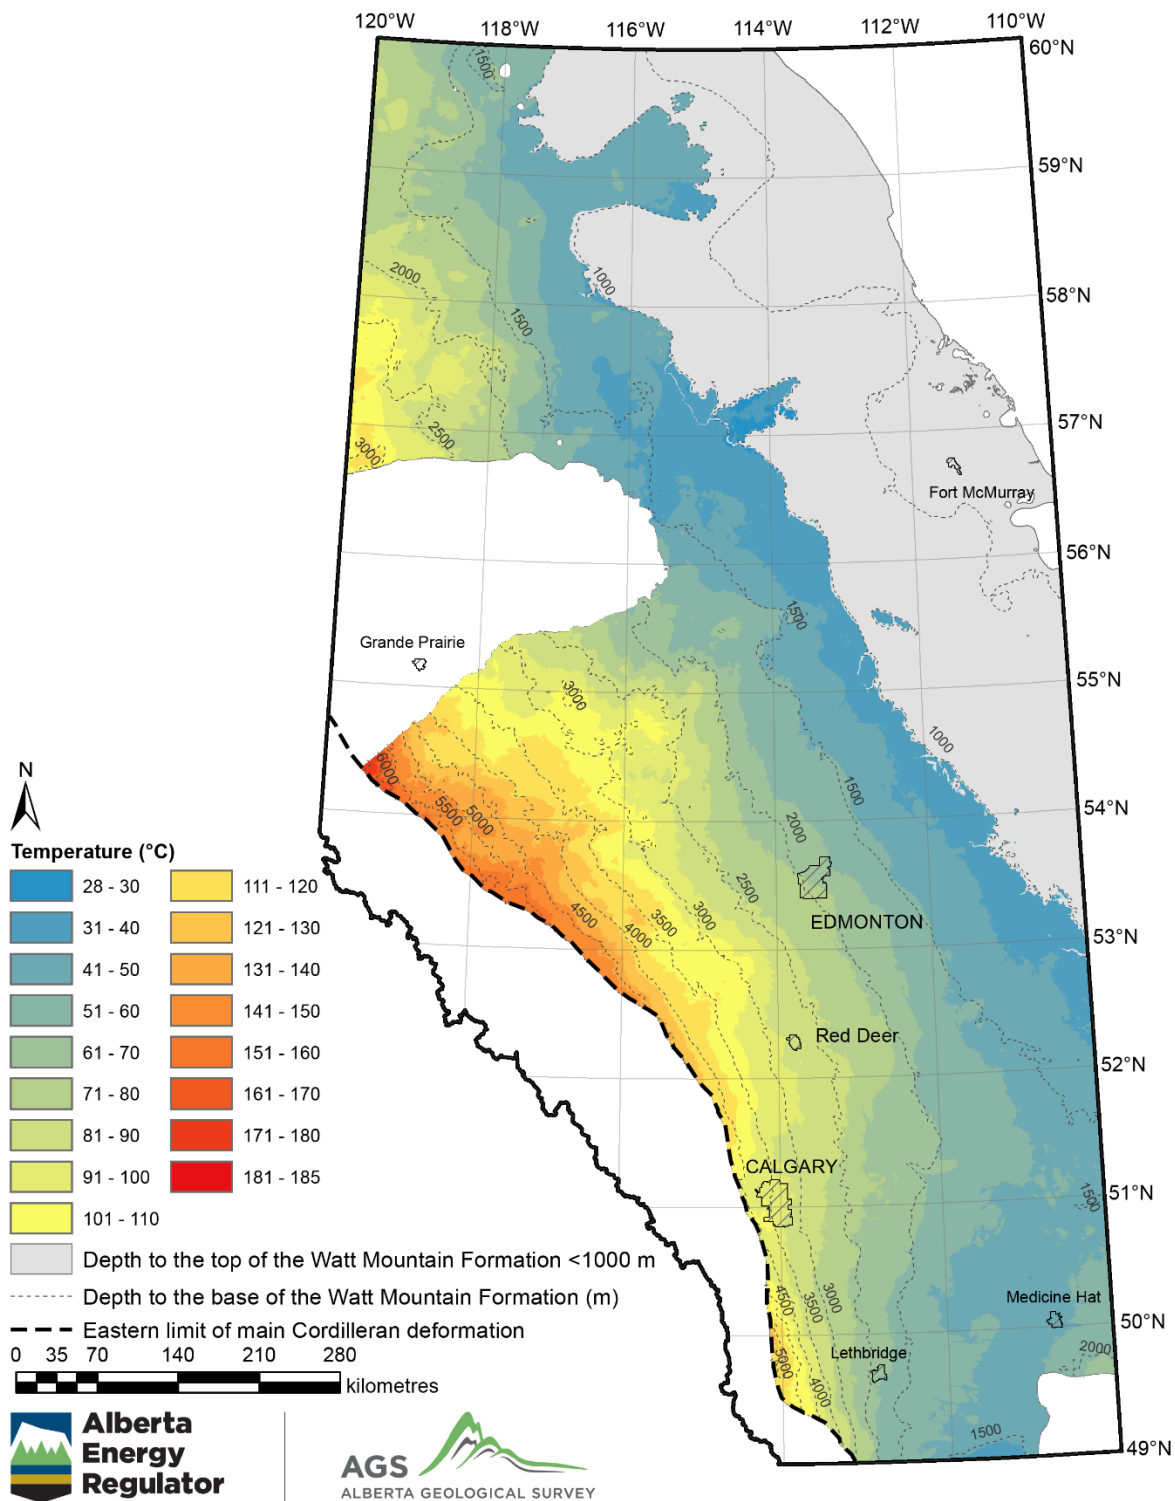 120°W 118°W 116°W 114°W 112°W 110°W
60°N
1500
59°N
2000
1000
58°N
1500
57°N
2500
3000
Fort McMurray
56°N
1500
Grande Prairie
55°N
3000
1000
6000
N
5500
5000
1500
54°N
2000
Temperature (°C)
28 - 30
111 - 120
2500
31 - 40
121 - 130
4500
4000
3500
3000
EDMONTON
53°N
41 - 50
131 - 140
51 - 60
141 - 150
61 - 70
151 - 160
Red Deer
52°N
71 - 80
161 - 170
81 - 90
171 - 180
91 - 100
181 - 185
CALGARY
51°N
1500
101 - 110
Depth to the top of the Watt Mountain Formation <1000 m
Depth to the base of the Watt Mountain Formation (m)
4500
3500
3000
Medicine Hat
50°N
Eastern limit of main Cordilleran deformation
0 35 70 140 210 280
kilometres
5000
4000
Lethbridge
2000
1500
49°N
Alberta
Energy
Regulator
AGS
ALBERTA GEOLOGICAL SURVEY